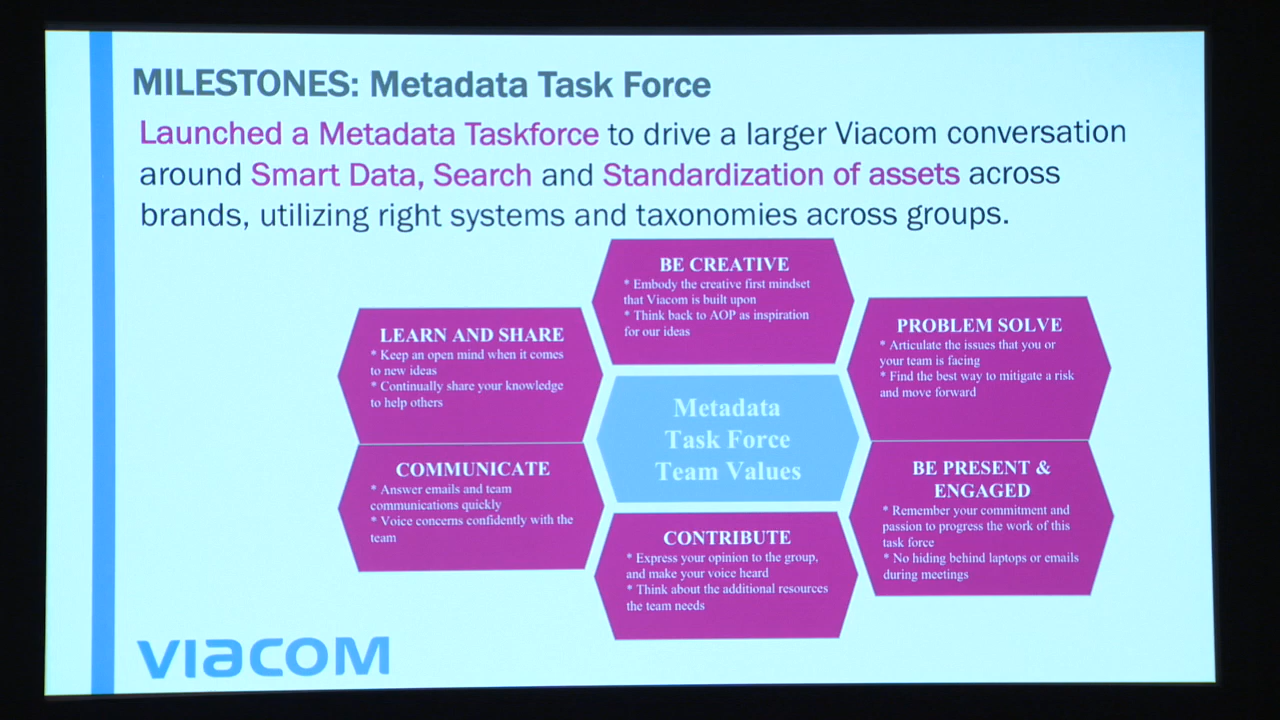 MILESTONES: Metadata Task Force
Launched a Metadata Taskforce to drive a larger Viacom conversation
around Smart Data, Search and Standardization of assets across
brands, utilizing right systems and taxonomies across groups.
BE CREATIVE
* Embody the creative first mindset
that Viacom is built upon
* Think back to AOP as inspiration
for our ideas
LEARN AND SHARE
* Keep an open mind when it comes
to new ideas
* Continually share your knowledge
to help others
PROBLEM SOLVE
* Articulate the issues that you or
your team is facing
* Find the best way to mitigate a risk
and move forward
Metadata
Task Force
Team Values
COMMUNICATE
* Answer emails and team
communications quickly
* Voice concerns confidently with the
team
BE PRESENT &
ENGAGED
* Remember your commitment and
passion to progress the work of this
task force
* No hiding behind laptops or emails
during meetings
CONTRIBUTE
* Express your opinion to the group,
and make your voice heard
* Think about the additional resources
the team needs
VIACOM